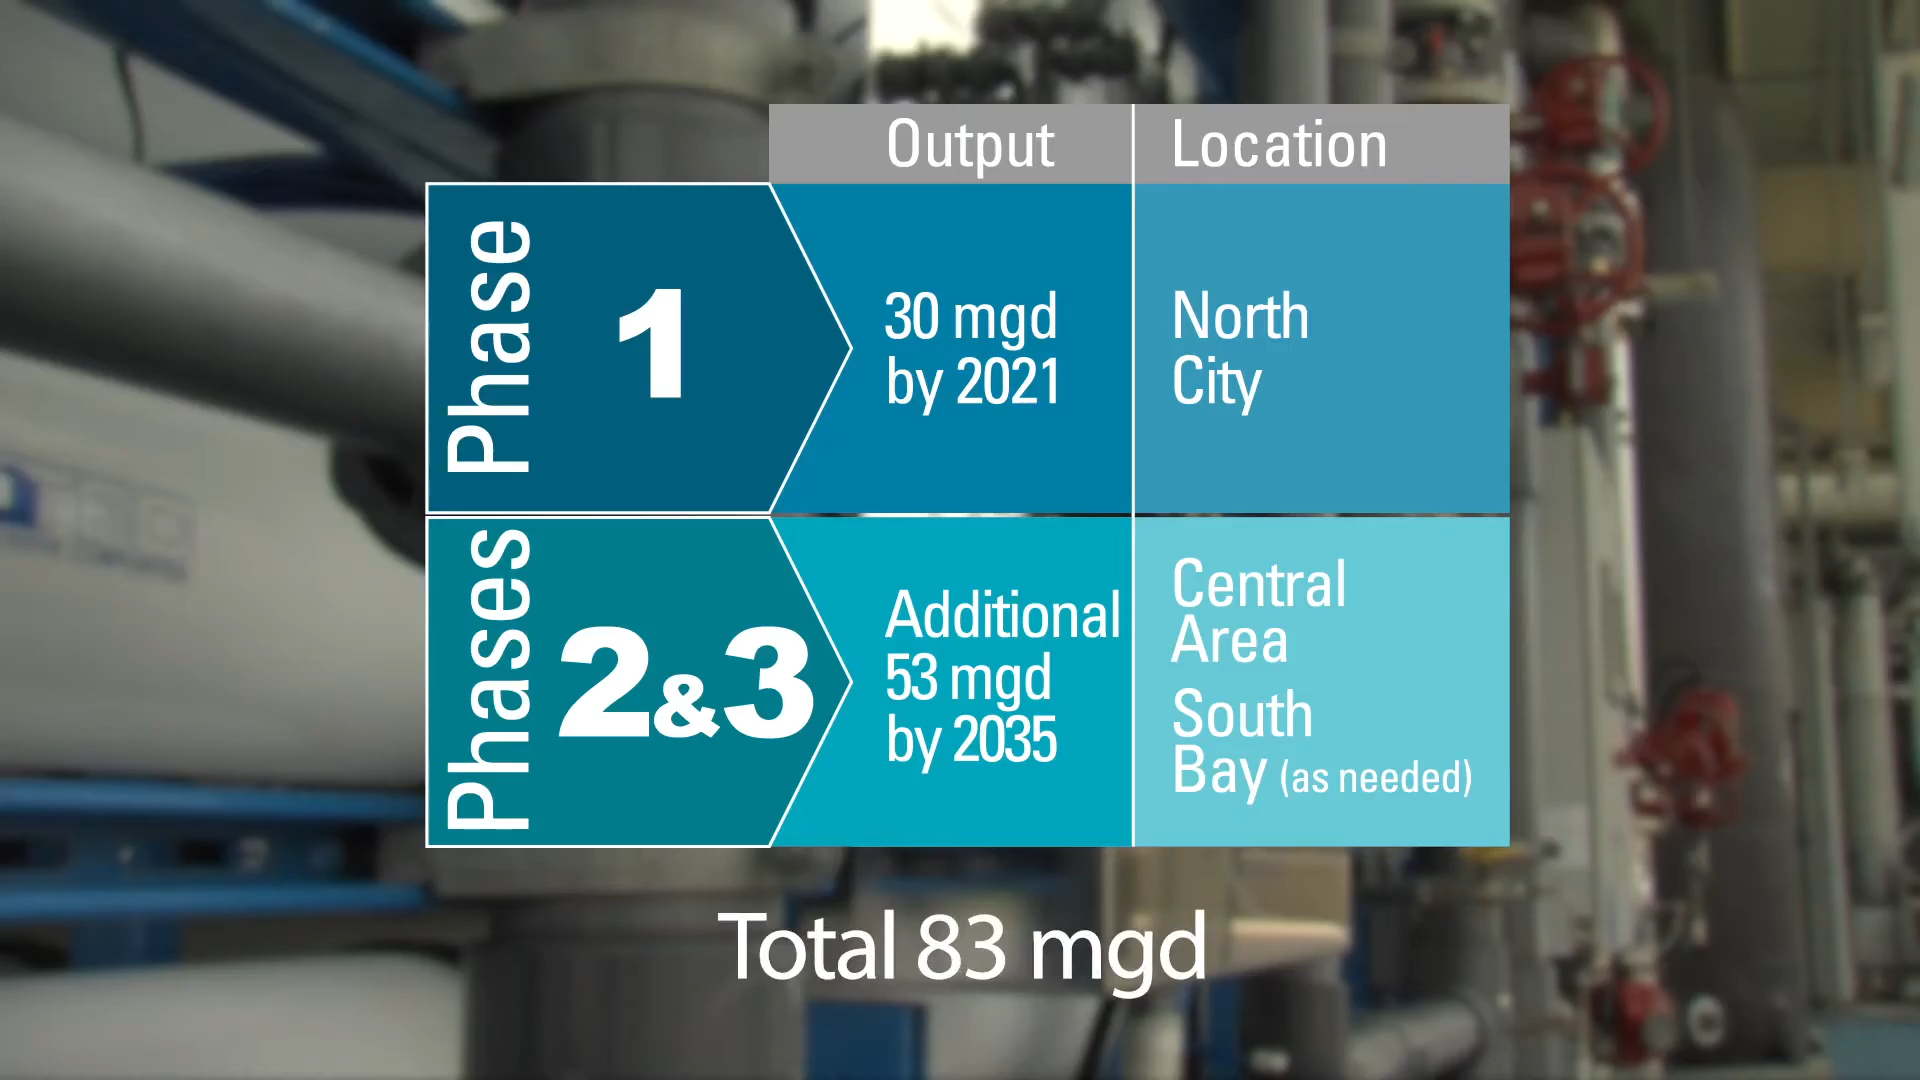 Output
Location
Phase 1
30 mgd
by 2021
North
City
Phases 2&3
Additional
53 mgd
by 2035
Central
Area
South
Bay (as needed)
Total 83 mgd